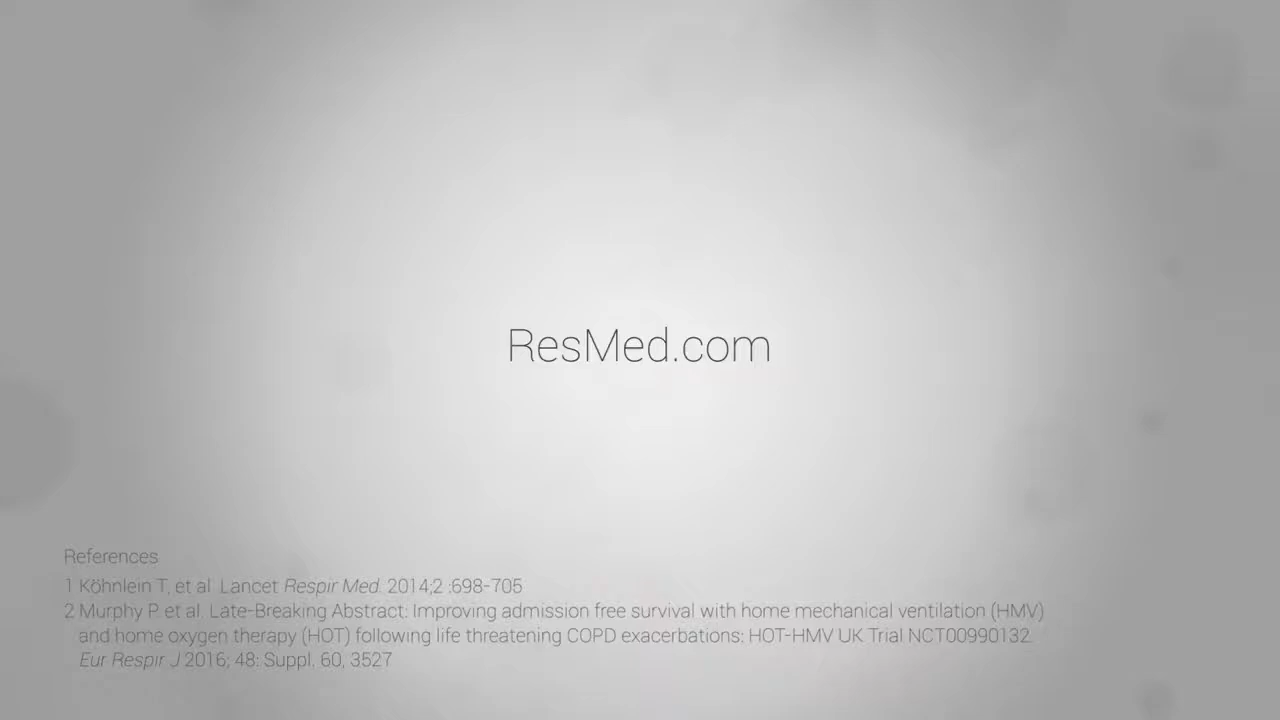 ResMed.com
References
1 Köhnlein T, et al Lancet Respir Med. 2014;2 :698-705
2 Murphy P. et al. Late-Breaking Abstract: Improving admission free survival with home mechanical ventilation (HMV)
and home oxygen therapy (HOT) following life threatening COPD exacerbations: HOT-HMV UK Trial NCT00990132.
Eur Respir J 2016; 48: Suppl. 60, 3527